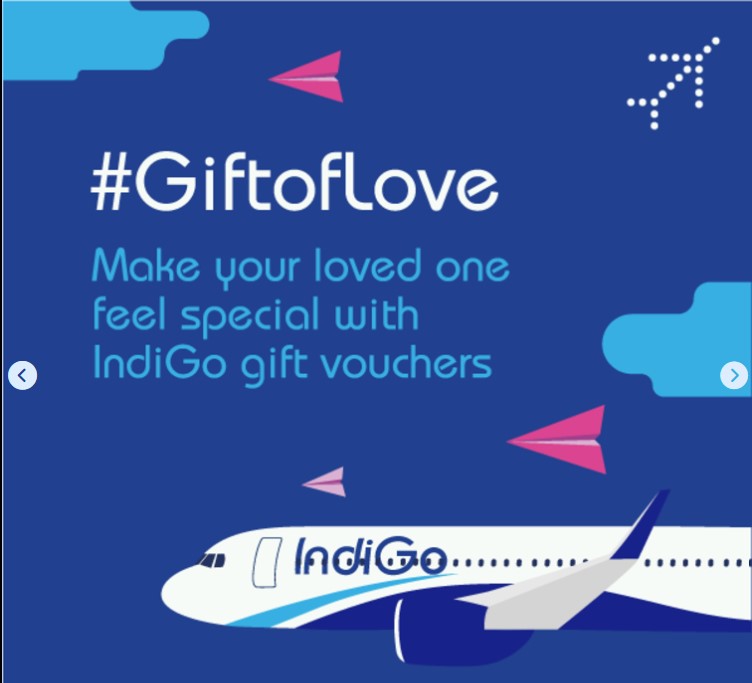 #GiftofLove
Make your loved one
feel special with
IndiGo gift vouchers
IndiGo